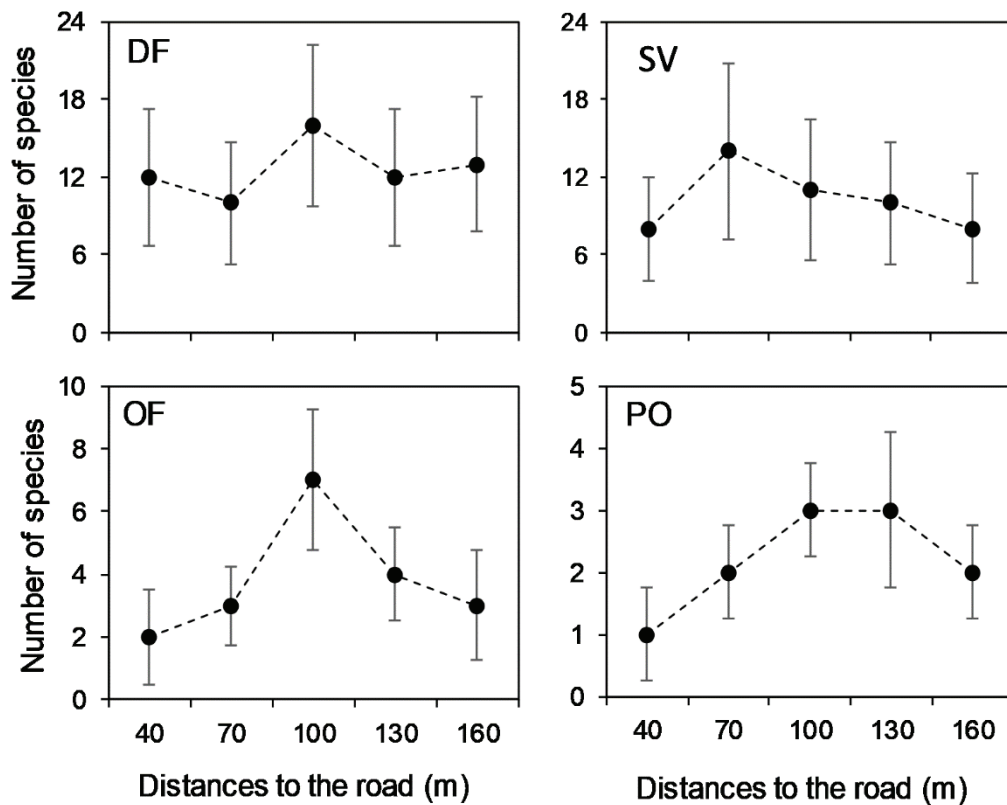 DF
Number of species
24
18
12
6
0
SV
24
18
12
6
0
OF
Number of species
10
8
6
4
2
0
40 70 100 130 160
Distances to the road (m)
PO
5
4
3
2
1
0
40 70 100 130 160
Distances to the road (m)